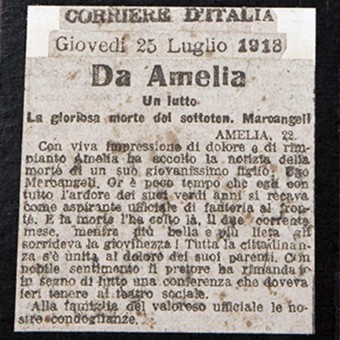 CORRIERE D'ITALIA
Giovedì 25 Luglio 1918
Da Amelia
Un lutto
La gloriosa morte del sottoten. Marcangeli
AMELIA, 22.
Con viva impressione di dolore e di rim-
pianto Amelia ha accolto la notizia della
morte di un suo giovanissimo figlio, Ugo
Mercangeli. Or è poco tempo che egli con
tutto l'ardore dei suoi verdi anni si recava
come aspirante ufficiale di fanteria al fron-
te. E fa morte l'ha colto là, il due corrente
mese, mentre più bella e più lieta gli
sorrideva la giovinezza! Tutta la cittadinan-
za s'è unita al dolore dei suoi parenti. Con
nobile sentimento il pretore ha rimandato
in segno di lutto una conferenza che doveva
ieri tenere al teatro sociale.
Alla famiglia del valoroso ufficiale le no-
stre condoglianze.